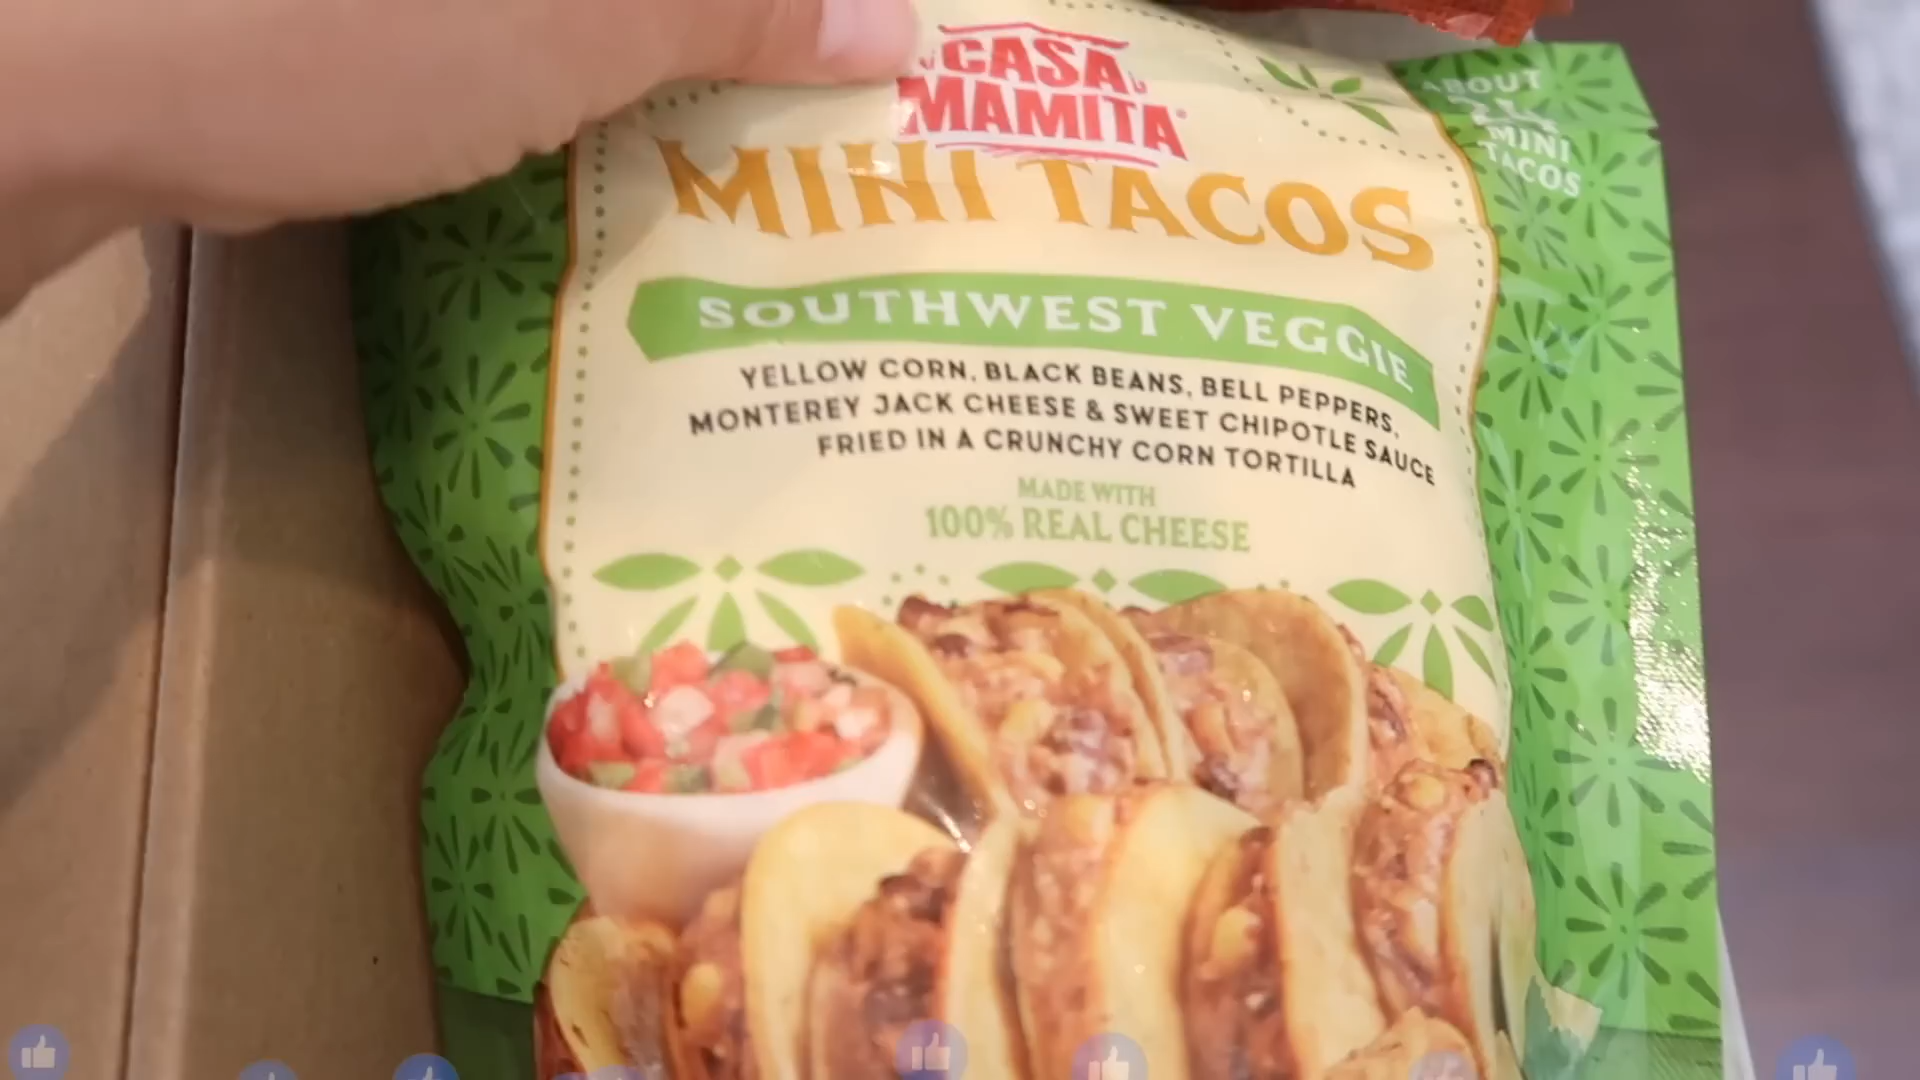 CASA
MAMITA
MINI TACOS
ABOUT
MINI
TACOS
SOUTHWEST VEGGIE
YELLOW CORN, BLACK BEANS, BELL PEPPERS,
MONTEREY JACK CHEESE & SWEET CHIPOTLE SAUCE
FRIED IN A CRUNCHY CORN TORTILLA
MADE WITH
100% REAL CHEESE